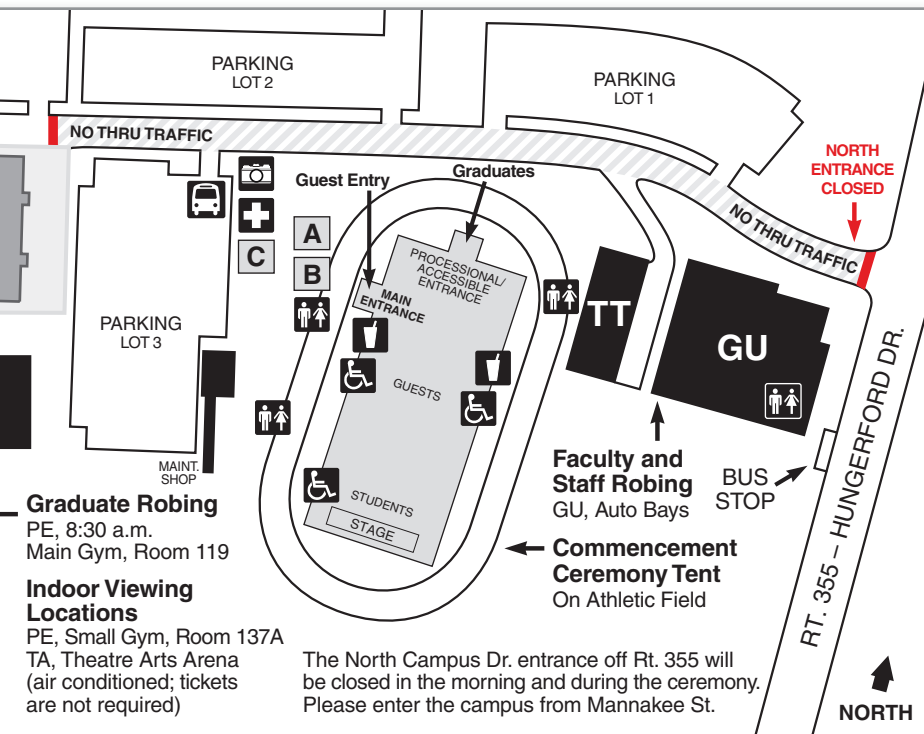 PARKING
LOT 2
PARKING
LOT 1
NO THRU TRAFFIC
NORTH
ENTRANCE
CLOSED
Guest Entry
Graduates
A
B
C
PROCESSIONAL/
ACCESSIBLE
ENTRANCE
NO THRU TRAFFIC
MAIN
ENTRANCE
TT
GU
PARKING
LOT 3
GUESTS
MAINT.
SHOP
STUDENTS
STAGE
Faculty and
Staff Robing
GU, Auto Bays
BUS
STOP
RT. 355 – HUNGERFORD DR.
Graduate Robing
PE, 8:30 a.m.
Main Gym, Room 119
Commencement
Ceremony Tent
On Athletic Field
Indoor Viewing
Locations
PE, Small Gym, Room 137A
TA, Theatre Arts Arena
(air conditioned; tickets
are not required)
The North Campus Dr. entrance off Rt. 355 will
be closed in the morning and during the ceremony.
Please enter the campus from Mannakee St.
NORTH